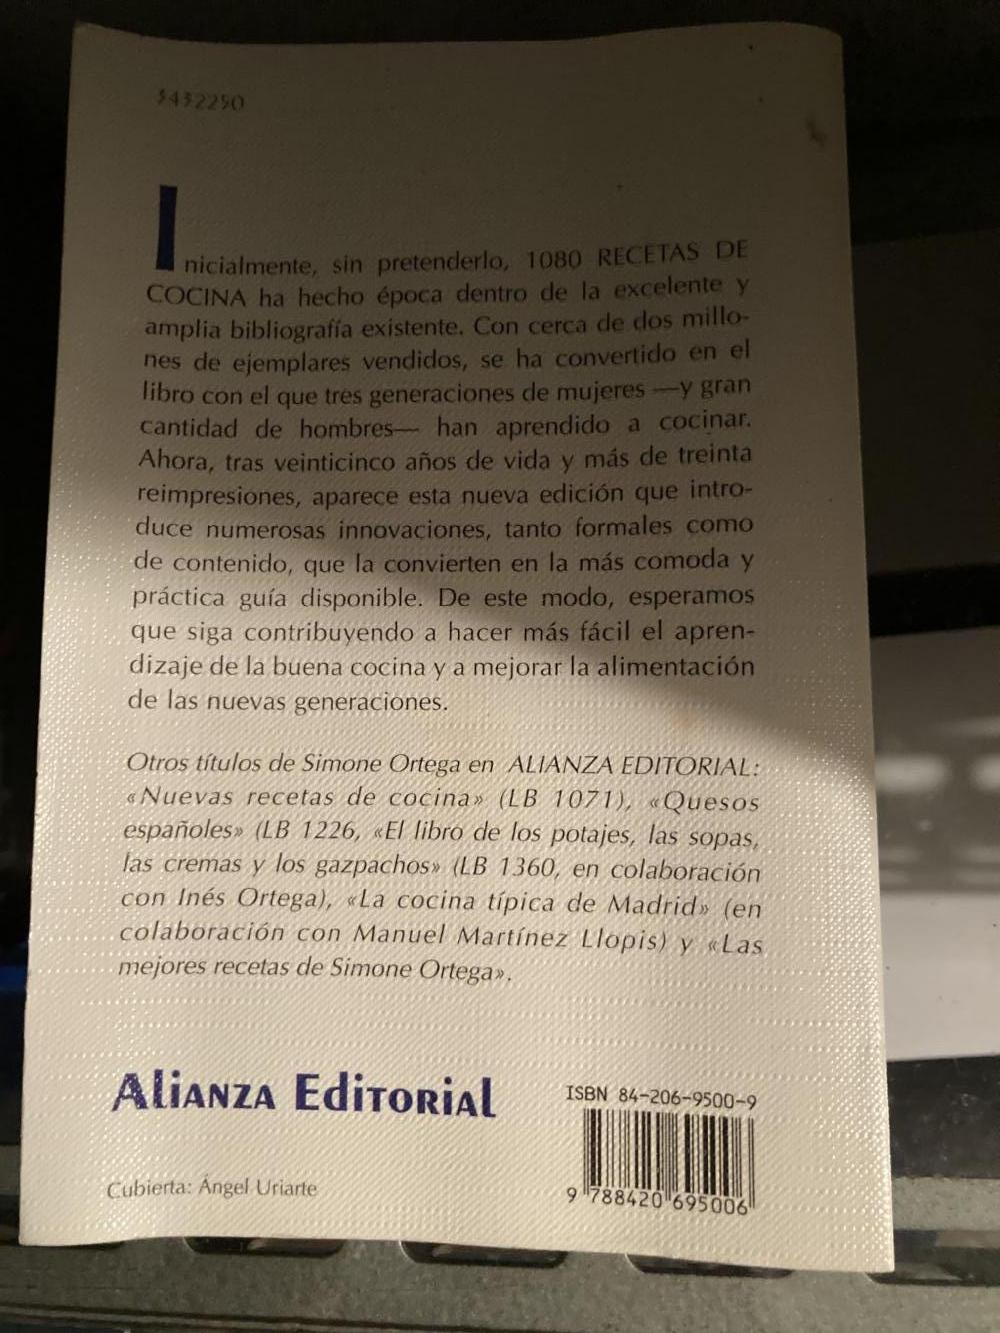 3432250
Inicialmente, sin pretenderlo, 1080 RECETAS DE
COCINA ha hecho época dentro de la excelente y
amplia bibliografía existente. Con cerca de dos millo-
nes de ejemplares vendidos, se ha convertido en el
libro con el que tres generaciones de mujeres —y gran
cantidad de hombres— han aprendido a cocinar.
Ahora, tras veinticinco años de vida y más de treinta
reimpresiones, aparece esta nueva edición que intro-
duce numerosas innovaciones, tanto formales como
de contenido, que la convierten en la más comoda y
práctica guía disponible. De este modo, esperamos
que siga contribuyendo a hacer más fácil el apren-
dizaje de la buena cocina y a mejorar la alimentación
de las nuevas generaciones.
Otros títulos de Simone Ortega en ALIANZA EDITORIAL:
«Nuevas recetas de cocina» (LB 1071), «Quesos
españoles» (LB 1226, «El libro de los potajes, las sopas,
las cremas y los gazpachos» (LB 1360, en colaboración
con Inés Ortega), «La cocina típica de Madrid» (en
colaboración con Manuel Martínez Llopis) y «Las
mejores recetas de Simone Ortega».
Alianza Editorial
ISBN 84-206-9500-9
9 788420 695006
Cubierta: Ángel Uriarte